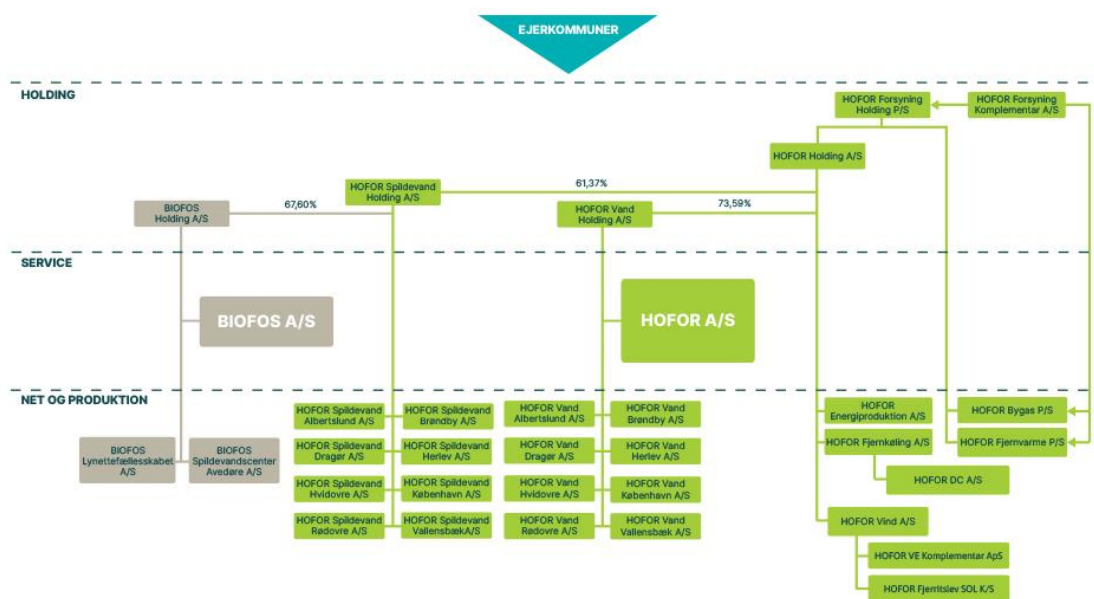 EJERKOMMUNER
HOLDING
HOFOR Forsyning
Holding P/S
HOFOR Forsyning
Komplementar A/S
HOFOR Holding A/S
HOFOR Spildevand
Holding A/S
61,37%
BIOFOS
Holding A/S
67,60%
HOFOR Vand
Holding A/S
73,59%
SERVICE
BIOFOS A/S
HOFOR A/S
NET OG PRODUKTION
BIOFOS
Lynettefællesskabet
A/S
BIOFOS
Spildevandscenter
Avedøre A/S
HOFOR Spildevand
Albertslund A/S
HOFOR Spildevand
Brøndby A/S
HOFOR Spildevand
Dragør A/S
HOFOR Spildevand
Herlev A/S
HOFOR Spildevand
Hvidovre A/S
HOFOR Spildevand
København A/S
HOFOR Spildevand
Rødovre A/S
HOFOR Spildevand
VallensbækA/S
HOFOR Vand
Albertslund A/S
HOFOR Vand
Brøndby A/S
HOFOR Vand
Dragør A/S
HOFOR Vand
Herlev A/S
HOFOR Vand
Hvidovre A/S
HOFOR Vand
København A/S
HOFOR Vand
Rødovre A/S
HOFOR Vand
Vallensbæk A/S
HOFOR
Energiproduktion A/S
HOFOR Bygas P/S
HOFOR Fjernkøling A/S
HOFOR Fjernvarme P/S
HOFOR DC A/S
HOFOR Vind A/S
HOFOR VE Komplementar ApS
HOFOR Fjerritslev SOL K/S